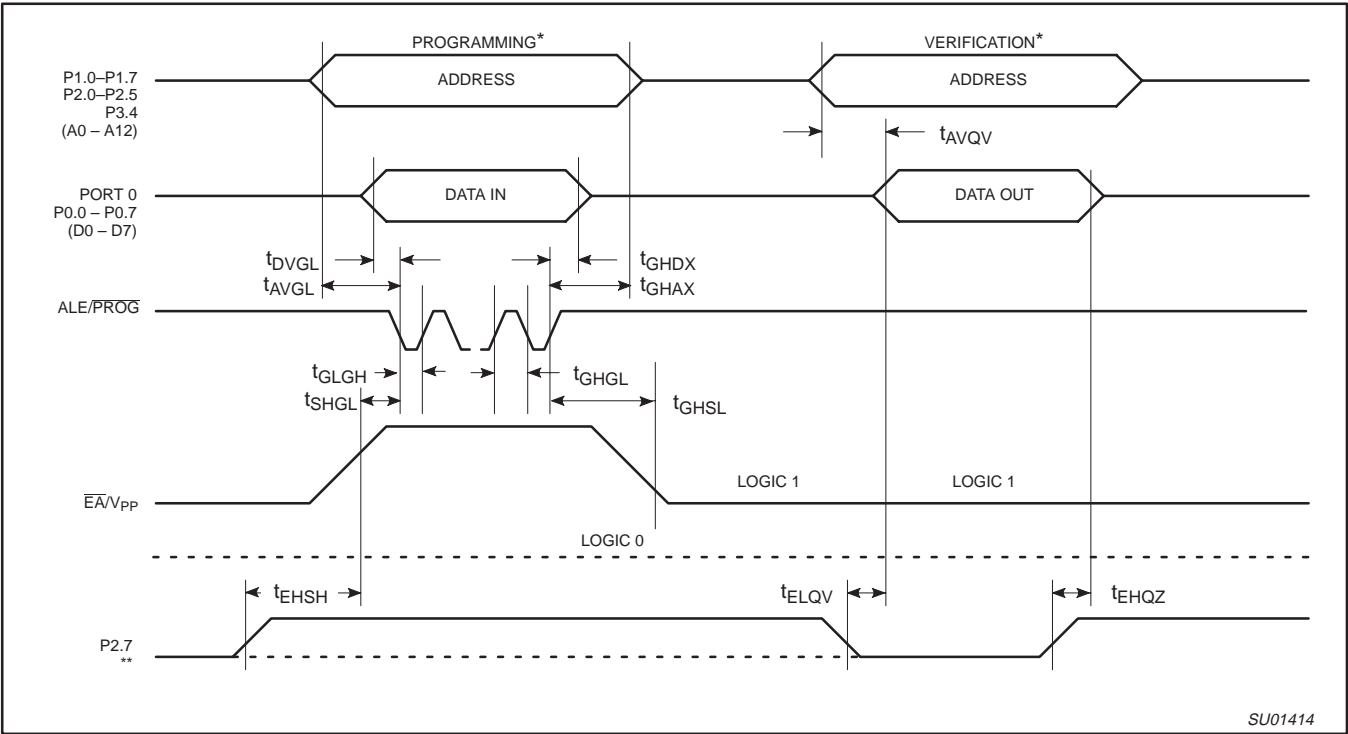 PROGRAMMING*
VERIFICATION*
P1.0–P1.7
P2.0–P2.5
P3.4
(A0 – A12)
ADDRESS
ADDRESS
tAVQV
PORT 0
P0.0 – P0.7
(D0 – D7)
DATA IN
DATA OUT
tDVGL
tGHDX
tAVGL
tGHAX
ALE/PROG
tGLGH
tGHGL
tSHGL
tGHSL
LOGIC 1
LOGIC 1
EA/VPP
LOGIC 0
tEHSH
tELQV
tEHQZ
P2.7
**
SU01414